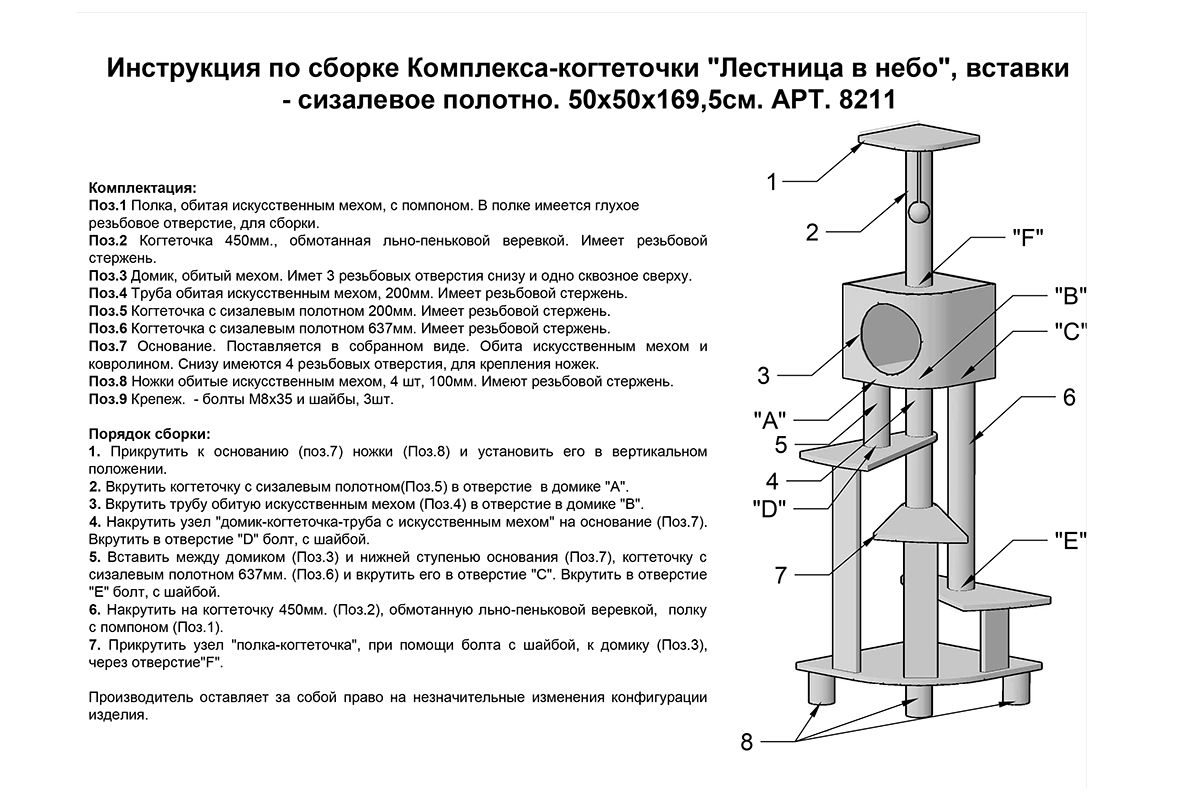 Инструкция по сборке Комплекса-когтеточки "Лестница в небо", вставки
- сизалевое полотно. 50х50х169,5см. АРТ. 8211
Комплектация:
Поз.1 Полка, обитая искусственным мехом, с помпоном. В полке имеется глухое
резьбовое отверстие, для сборки.
Поз.2 Когтеточка 450мм., обмотанная льно-пеньковой веревкой. Имеет резьбовой
стержень.
Поз.3 Домик, обитый мехом. Имет 3 резьбовых отверстия снизу и одно сквозное сверху.
Поз.4 Труба обитая искусственным мехом, 200мм. Имеет резьбовой стержень.
Поз.5 Когтеточка с сизалевым полотном 200мм. Имеет резьбовой стержень.
Поз.6 Когтеточка с сизалевым полотном 637мм. Имеет резьбовой стержень.
Поз.7 Основание. Поставляется в собранном виде. Обита искусственным мехом и
ковролином. Снизу имеются 4 резьбовых отверстия, для крепления ножек.
Поз.8 Ножки обитые искусственным мехом, 4 шт, 100мм. Имеют резьбовой стержень.
Поз.9 Крепеж. - болты М8х35 и шайбы, 3шт.
Порядок сборки:
1. Прикрутить к основанию (поз.7) ножки (Поз.8) и установить его в вертикальном
положении.
2. Вкрутить когтеточку с сизалевым полотном(Поз.5) в отверстие в домике "А".
3. Вкрутить трубу обитую искусственным мехом (Поз.4) в отверстие в домике "В".
4. Накрутить узел "домик-когтеточка-труба с искусственным мехом" на основание (Поз.7).
Вкрутить в отверстие "D" болт, с шайбой.
5. Вставить между домиком (Поз.3) и нижней ступенью основания (Поз.7), когтеточку с
сизалевым полотном 637мм. (Поз.6) и вкрутить его в отверстие "С". Вкрутить в отверстие
"Е" болт, с шайбой.
6. Накрутить на когтеточку 450мм. (Поз.2), обмотанную льно-пеньковой веревкой, полку
с помпоном (Поз.1).
7. Прикрутить узел "полка-когтеточка", при помощи болта с шайбой, к домику (Поз.3),
через отверстие"F".
Производитель оставляет за собой право на незначительные изменения конфигурации
изделия.
1
2
"F"
"B"
"C"
3
6
"A"
5
4
"D"
"E"
7
8